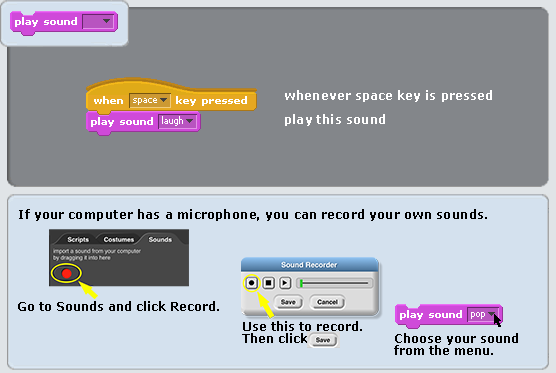 play sound
when space key pressed
play sound laugh
whenever space key is pressed
play this sound
If your computer has a microphone, you can record your own sounds.
Scripts Costumes Sounds
import a sound from your computer
by dragging it into here
Go to Sounds and click Record.
Sound Recorder
Save Cancel
Use this to record.
Then click Save
play sound pop
Choose your sound
from the menu.